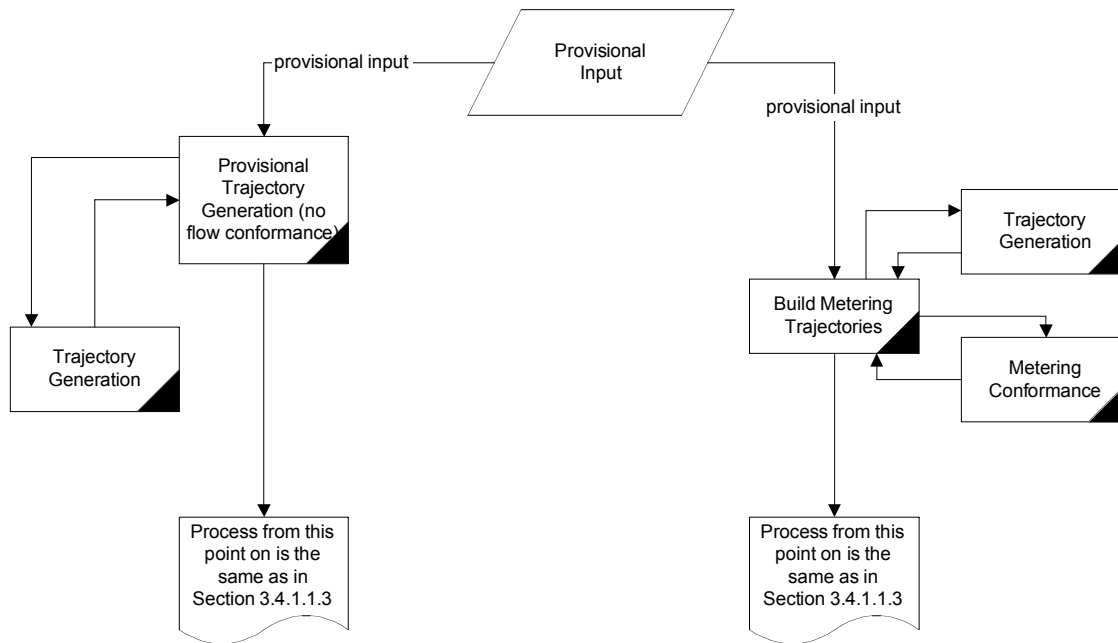 Provisional
Input
provisional input
provisional input
Provisional
Trajectory
Generation (no
flow conformance)
Trajectory
Generation
Build Metering
Trajectories
Trajectory
Generation
Metering
Conformance
Process from this
point on is the
same as in
Section 3.4.1.1.3
Process from this
point on is the
same as in
Section 3.4.1.1.3